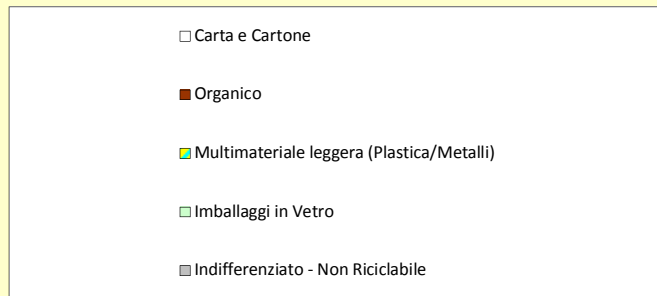 Carta e Cartone
Organico
Multimateriale leggera (Plastica/Metalli)
Imballaggi in Vetro
Indifferenziato - Non Riciclabile